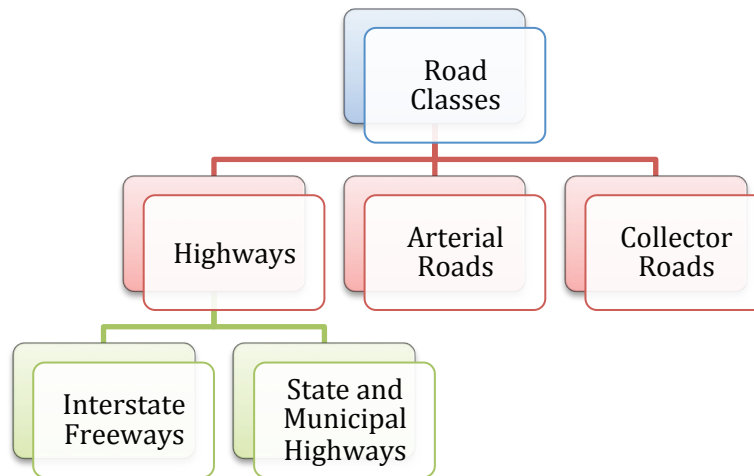 Road
Classes
Highways
Arterial
Roads
Collector
Roads
Interstate
Freeways
State and
Municipal
Highways